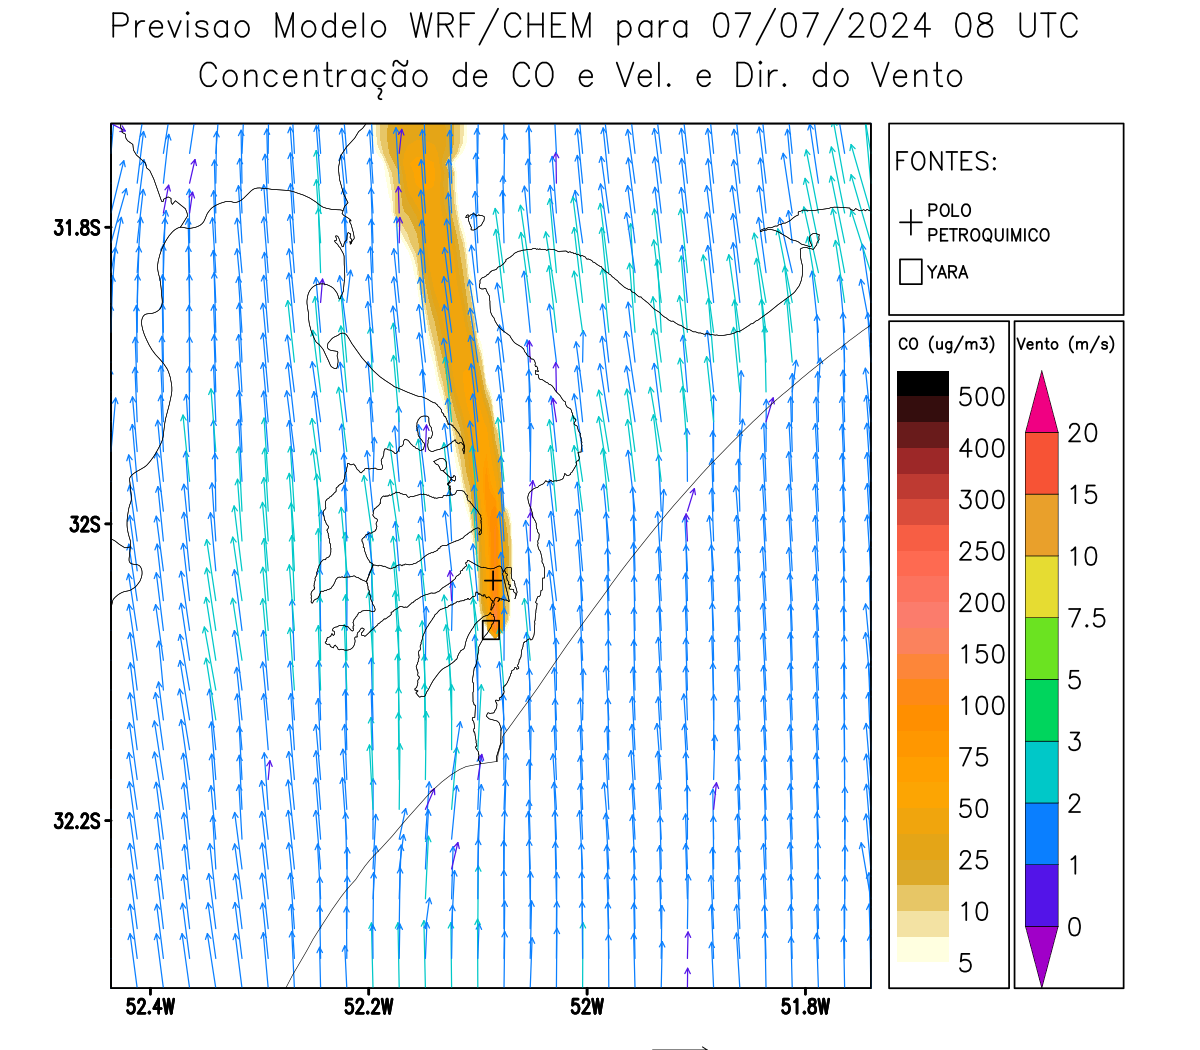 Previsao Modelo WRF/CHEM para 07/07/2024 08 UTC
Concentração de CO e Vel. e Dir. do Vento
FONTES:
POLO
PETROQUIMICO
YARA
CO (ug/m3)
500
400
300
250
200
150
100
75
50
25
10
5
Vento (m/s)
20
15
10
7.5
5
3
2
1
0
31.8S
32S
32.2S
52.4W
52.2W
52W
51.8W